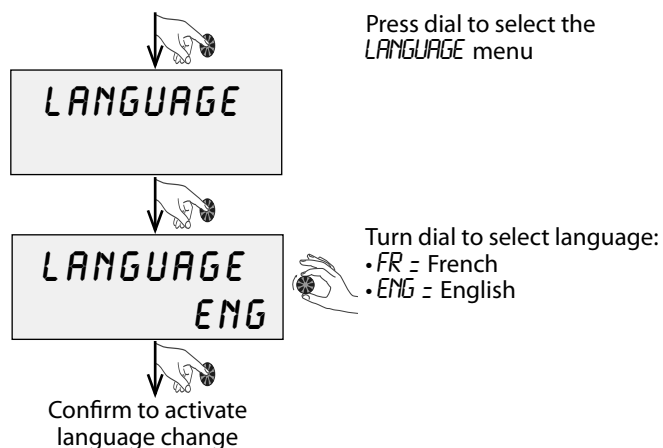 Press dial to select the
LANGUAGE menu
LANGUAGE
LANGUAGE
ENG
Turn dial to select language:
• FR = French
• ENG = English
Confirm to activate
language change